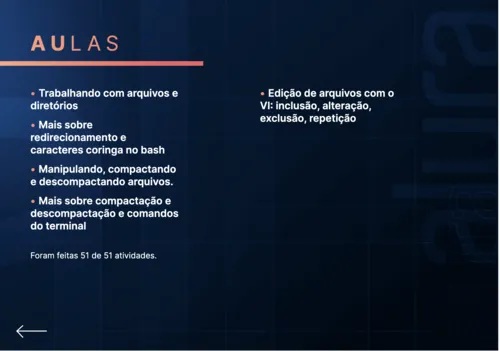 AULAS
• Trabalhando com arquivos e
diretórios
• Mais sobre
redirecionamento e
caracteres coringa no bash
• Manipulando, compactando
e descompactando arquivos.
• Mais sobre compactação e
descompactação e comandos
do terminal
Foram feitas 51 de 51 atividades.
• Edição de arquivos com o
VI: inclusão, alteração,
exclusão, repetição
alura